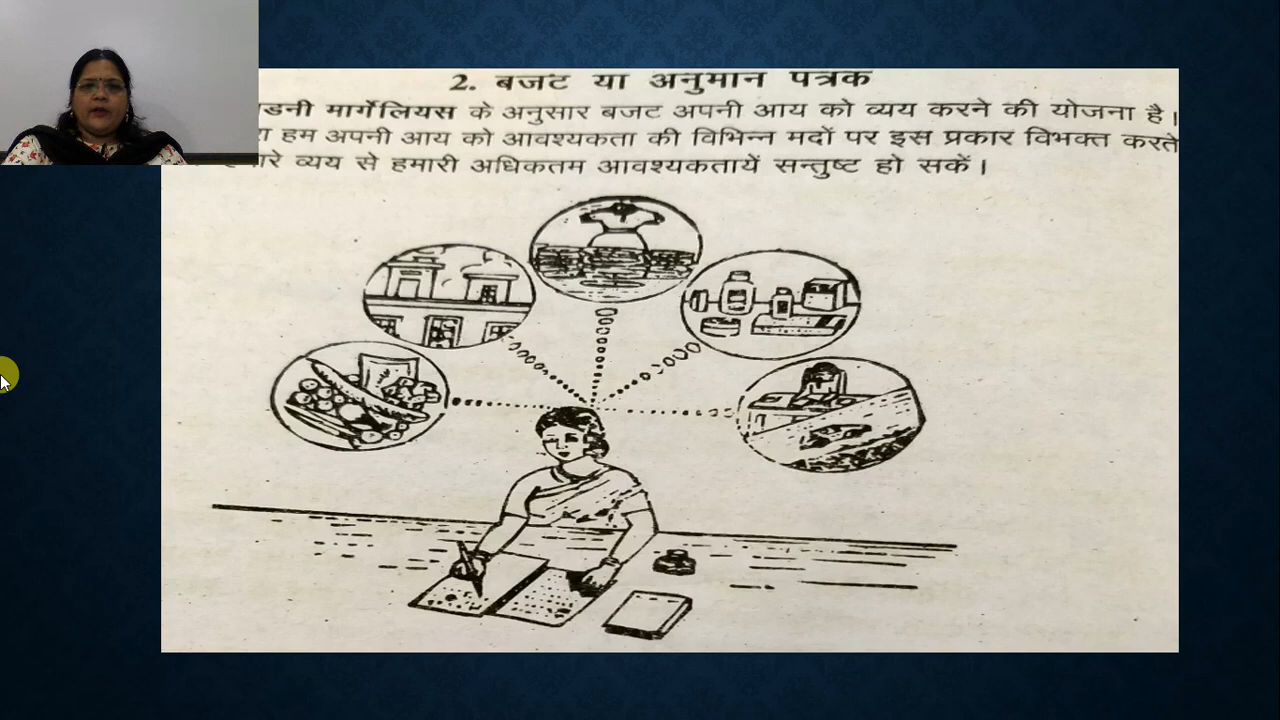 2. बजट या अनुमान पत्रक
मार्गेलियस के अनुसार बजट अपनी आय को व्यय करने की योजना है।
हम अपनी आय को आवश्यकता की विभिन्न मदों पर इस प्रकार विभक्त करते
व्यय से हमारी अधिकतम आवश्यकतायें सन्तुष्ट हो सकें।